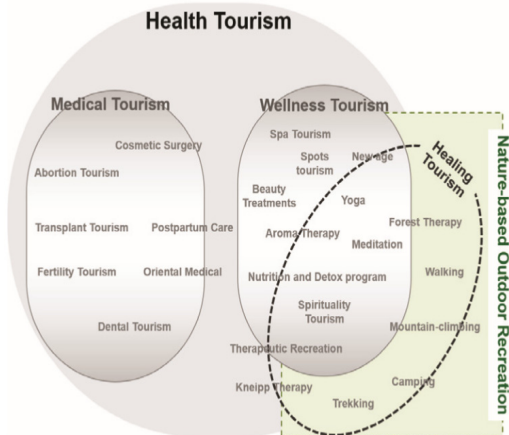 Health Tourism
Medical Tourism
Wellness Tourism
Spa Tourism
Cosmetic Surgery
Spots
tourism
New age
Healing
Tourism
Abortion Tourism
Beauty
Treatments
Yoga
Transplant Tourism
Postpartum Care
Aroma Therapy
Forest Therapy
Meditation
Fertility Tourism
Oriental Medical
Nutrition and Detox program
Walking
Spirituality
Tourism
Dental Tourism
Mountain-climbing
Therapeutic Recreation
Kneipp Therapy
Camping
Trekking
Nature-based Outdoor Recreation